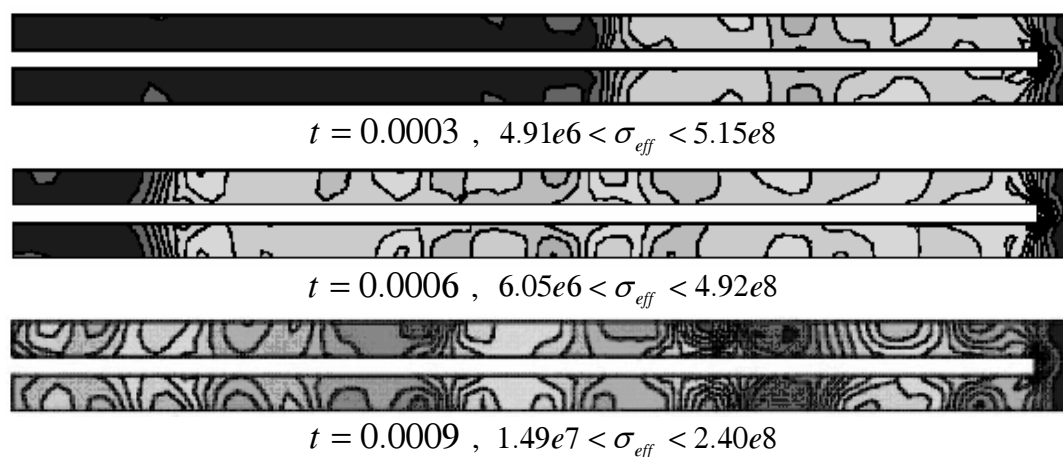 t = 0.0003 , 4.91e6 < σ_eff < 5.15e8
t = 0.0006 , 6.05e6 < σ_eff < 4.92e8
t = 0.0009 , 1.49e7 < σ_eff < 2.40e8